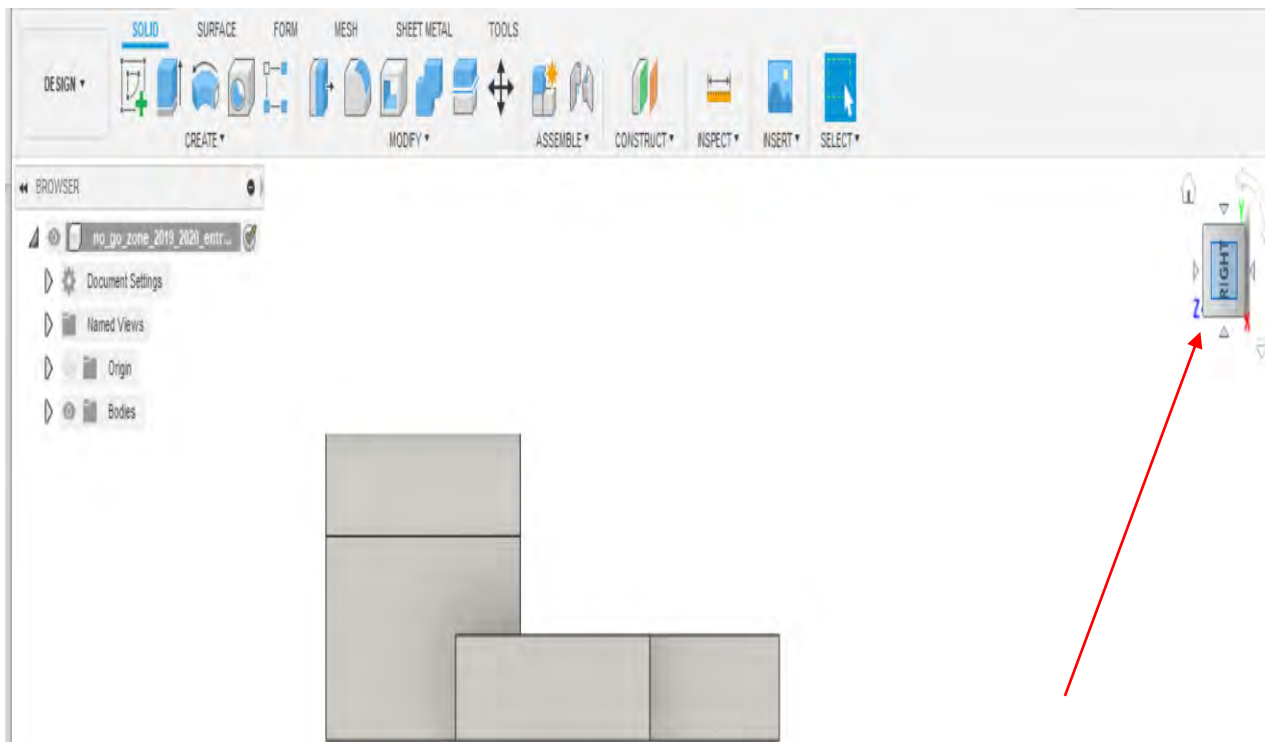 SOLID SURFACE FORM MESH SHEET METAL TOOLS
DESIGN ▾
CREATE ▾ MODIFY ▾ ASSEMBLE ▾ CONSTRUCT ▾ INSPECT ▾ INSERT ▾ SELECT ▾
BROWSER
no_go_zone_2019_2020_entr...
Document Settings
Named Views
Origin
Bodies
Y
RIGHT
Z
X